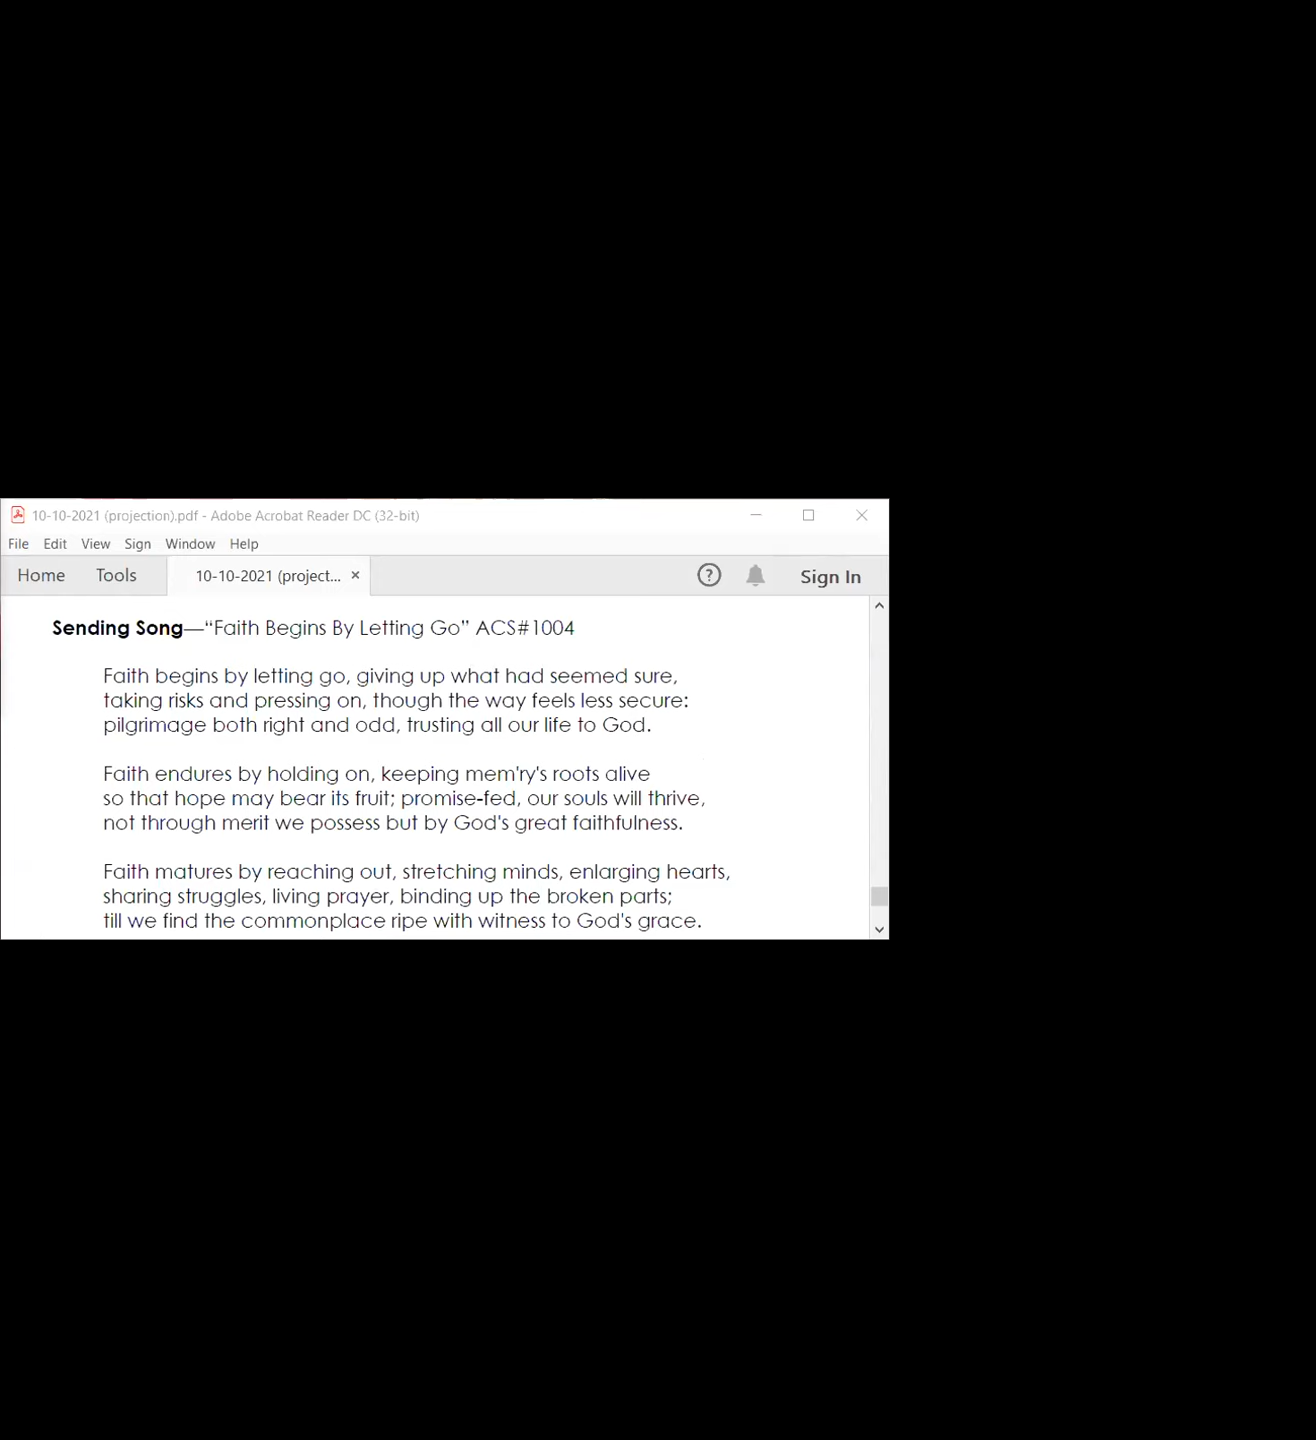 10-10-2021 (projection).pdf - Adobe Acrobat Reader DC (32-bit)
File Edit View Sign Window Help
Home Tools 10-10-2021 (project... × ? Sign In
Sending Song—“Faith Begins By Letting Go” ACS#1004
Faith begins by letting go, giving up what had seemed sure,
taking risks and pressing on, though the way feels less secure:
pilgrimage both right and odd, trusting all our life to God.
Faith endures by holding on, keeping mem'ry's roots alive
so that hope may bear its fruit; promise-fed, our souls will thrive,
not through merit we possess but by God's great faithfulness.
Faith matures by reaching out, stretching minds, enlarging hearts,
sharing struggles, living prayer, binding up the broken parts;
till we find the commonplace ripe with witness to God's grace.